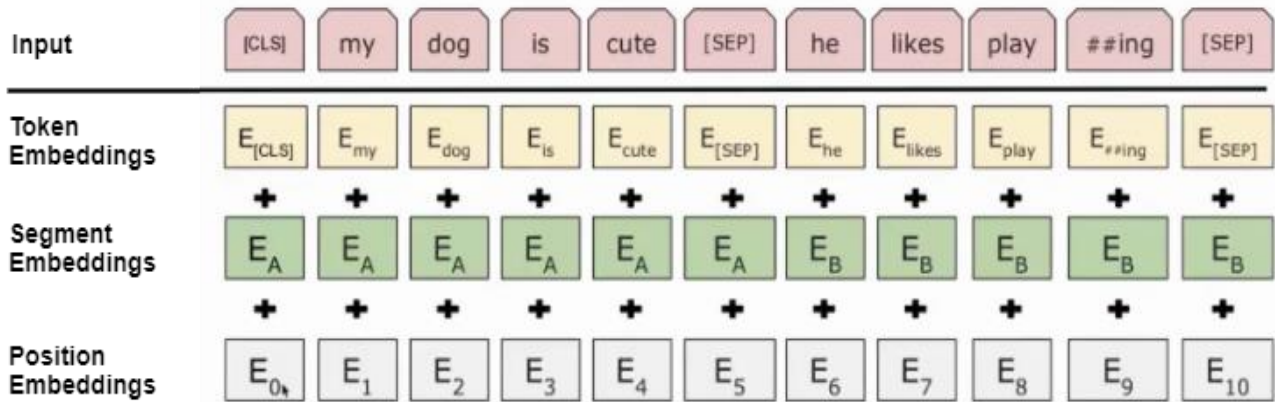 Input [CLS] my dog is cute [SEP] he likes play ##ing [SEP]
Token Embeddings E[CLS] Emy Edog Eis Ecute E[SEP] Ehe Elikes Eplay E##ing E[SEP]
+ + + + + + + + + + +
Segment Embeddings EA EA EA EA EA EA EB EB EB EB EB
+ + + + + + + + + + +
Position Embeddings E0 E1 E2 E3 E4 E5 E6 E7 E8 E9 E10